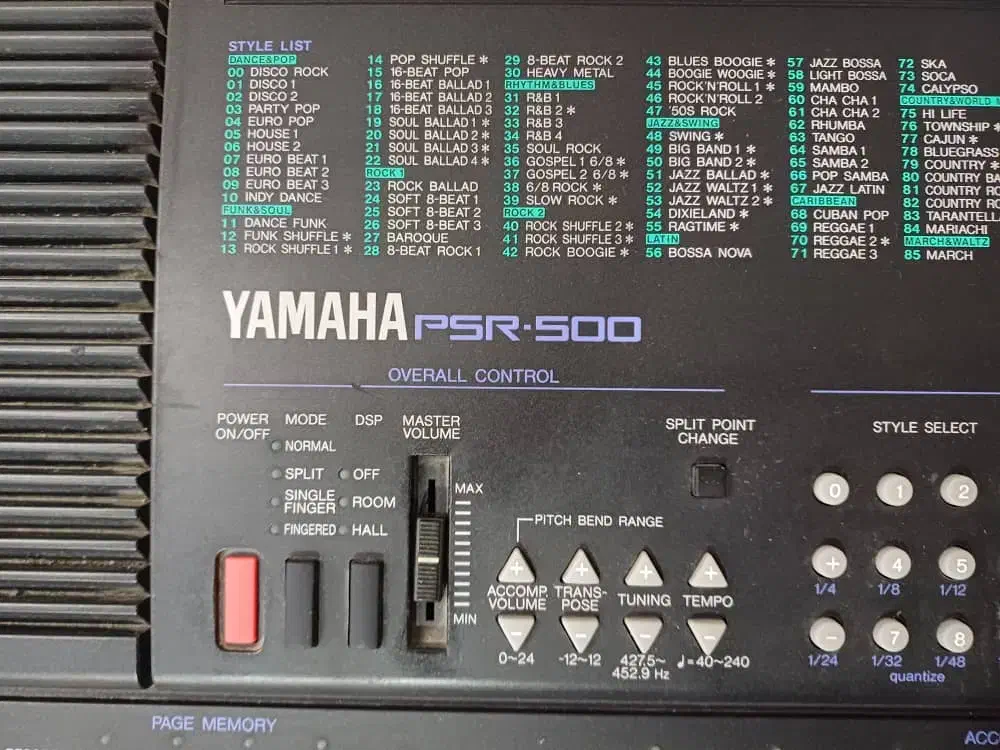 STYLE LIST
DANCE&POP
00 DISCO ROCK
01 DISCO 1
02 DISCO 2
03 PARTY POP
04 EURO POP
05 HOUSE 1
06 HOUSE 2
07 EURO BEAT 1
08 EURO BEAT 2
09 EURO BEAT 3
10 INDY DANCE
FUNK&SOUL
11 DANCE FUNK
12 FUNK SHUFFLE *
13 ROCK SHUFFLE 1 *
14 POP SHUFFLE *
15 16-BEAT POP
16 16-BEAT BALLAD 1
17 16-BEAT BALLAD 2
18 16-BEAT BALLAD 3
19 SOUL BALLAD 1 *
20 SOUL BALLAD 2 *
21 SOUL BALLAD 3 *
22 SOUL BALLAD 4 *
ROCK 1
23 ROCK BALLAD
24 SOFT 8-BEAT 1
25 SOFT 8-BEAT 2
26 SOFT 8-BEAT 3
27 BAROQUE
28 8-BEAT ROCK 1
29 8-BEAT ROCK 2
30 HEAVY METAL
RHYTHM&BLUES
31 R&B 1
32 R&B 2 *
33 R&B 3
34 R&B 4
35 SOUL ROCK
36 GOSPEL 1 6/8 *
37 GOSPEL 2 6/8 *
38 6/8 ROCK *
39 SLOW ROCK *
ROCK 2
40 ROCK SHUFFLE 2 *
41 ROCK SHUFFLE 3 *
42 ROCK BOOGIE *
43 BLUES BOOGIE *
44 BOOGIE WOOGIE *
45 ROCK'N'ROLL 1 *
46 ROCK'N'ROLL 2
47 '50S ROCK
JAZZ&SWING
48 SWING *
49 BIG BAND 1 *
50 BIG BAND 2 *
51 JAZZ BALLAD *
52 JAZZ WALTZ 1 *
53 JAZZ WALTZ 2 *
54 DIXIELAND *
55 RAGTIME *
LATIN
56 BOSSA NOVA
57 JAZZ BOSSA
58 LIGHT BOSSA
59 MAMBO
60 CHA CHA 1
61 CHA CHA 2
62 RHUMBA
63 TANGO
64 SAMBA 1
65 SAMBA 2
66 POP SAMBA
67 JAZZ LATIN
CARIBBEAN
68 CUBAN POP
69 REGGAE 1
70 REGGAE 2 *
71 REGGAE 3
72 SKA
73 SOCA
74 CALYPSO
COUNTRY&WORLD
75 HI LIFE
76 TOWNSHIP *
77 CAJUN *
78 BLUEGRASS
79 COUNTRY *
80 COUNTRY BA
81 COUNTRY RO
82 COUNTRY RO
83 TARANTELL
84 MARIACHI
MARCH&WALTZ
85 MARCH
YAMAHA PSR-500
OVERALL CONTROL
POWER ON/OFF
MODE
NORMAL
SPLIT
SINGLE FINGER
FINGERED
DSP
OFF
ROOM
HALL
MASTER VOLUME
MAX
MIN
SPLIT POINT CHANGE
PITCH BEND RANGE
+ + + +
ACCOMP. VOLUME
TRANS-POSE
TUNING
TEMPO
- - - -
0~24
-12~12
427.5~452.9 Hz
♩=40~240
STYLE SELECT
0 1 2
+ 4 5
1/4 1/8 1/12
- 7 8
1/24 1/32 1/48
quantize
PAGE MEMORY
ACC